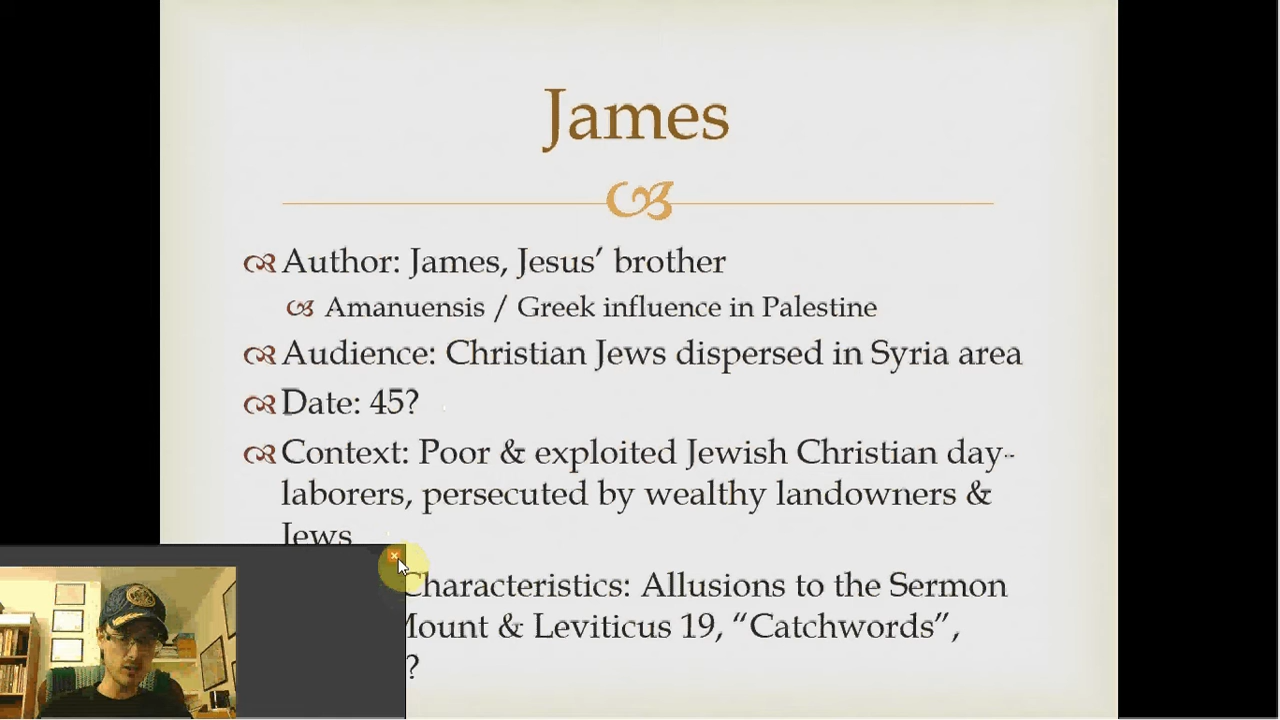 James
Author: James, Jesus’ brother
Amanuensis / Greek influence in Palestine
Audience: Christian Jews dispersed in Syria area
Date: 45?
Context: Poor & exploited Jewish Christian day-
laborers, persecuted by wealthy landowners &
Jews
Characteristics: Allusions to the Sermon
Mount & Leviticus 19, “Catchwords”,
?